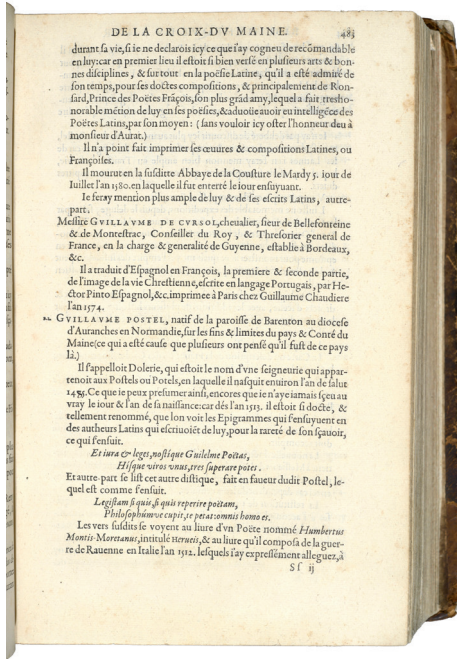 DE LA CROIX-DV MAINE. 483
durant sa vie, si ie ne declarois icy ce que i'ay cogneu de recõmandable
en luy: car en premier lieu il estoit si bien versé en plusieurs arts & bon-
nes disciplines, & sur tout en la poësie Latine, qu'il a esté admiré de
son temps, pour ses doctes compositions, & principalement de Ron-
sard, Prince des Poëtes Frãçois, son plus grãd amy, lequel a fait tresho-
norable métion de luy en ses poësies, & aduoüe auoir eu intelligẽce des
Poëtes Latins, par son moyen: (sans vouloir icy oster l'honneur deu à
monsieur d'Aurat.)
Il n'a point fait imprimer ses œuures & compositions Latines, ou
Françoises.
Il mourut en la susdite Abbaye de la Cousture le Mardy 5. iour de
Iuillet l'an 1580. en laquelle il fut enterré le iour ensuyuant.
Ie feray mention plus ample de luy & de ses escrits Latins, autre-
part.
Messire GVILLAVME DE CVRSOL, cheualier, sieur de Bellefonteine
& de Montestrac, Conseiller du Roy, & Thresorier general de
France, en la charge & generalité de Guyenne, establie à Bordeaux,
&c.
Il a traduit d'Espagnol en François, la premiere & seconde partie,
de l'image de la vie Chrestienne, escrite en langage Portugais, par He-
ctor Pinto Espagnol, &c. imprimee à Paris chez Guillaume Chaudiere
l'an 1574.
GVILLAVME POSTEL, natif de la paroisse de Barenton au diocese
d'Auranches en Normandie, sur les fins & limites du pays & Conté du
Maine (ce qui a esté cause que plusieurs ont pensé qu'il fust de ce pays
là.)
Il s'appelloit Dolerie, qui estoit le nom d'vne seigneurie qui appar-
tenoit aux Postels ou Potels, en laquelle il nasquit enuiron l'an de salut
Ce que ie peux presumer ainsi, encores que ie n'aye iamais sçeu au
vray le iour & l'an de sa naissance: car dés l'an 1513. il estoit si docte, &
tellement renommé, que lon voit les Epigrammes qui s'ensuyuent en
des autheurs Latins qui escriuoiẽt de luy, pour la rareté de son sçauoir,
ce qui s'ensuit.
Et iura & leges, nostique Guilelme Poëtas,
Hisque viros vnus, tres superare potes.
Et autre-part se list cet autre distique, fait en faueur dudit Postel, le-
quel est comme s'ensuit.
Legistam si quis, si quis reperire poëtam,
Philosophúmve cupit, te petat: omnis homo es.
Les vers susdits se voyent au liure d'vn Poëte nommé Humbertus
Montis-Moretanus, intitulé Herueis, & au liure qu'il composa de la guer-
re de Rauenne en Italie l'an 1512. lesquels i'ay expressément alleguez, à
Sf ij